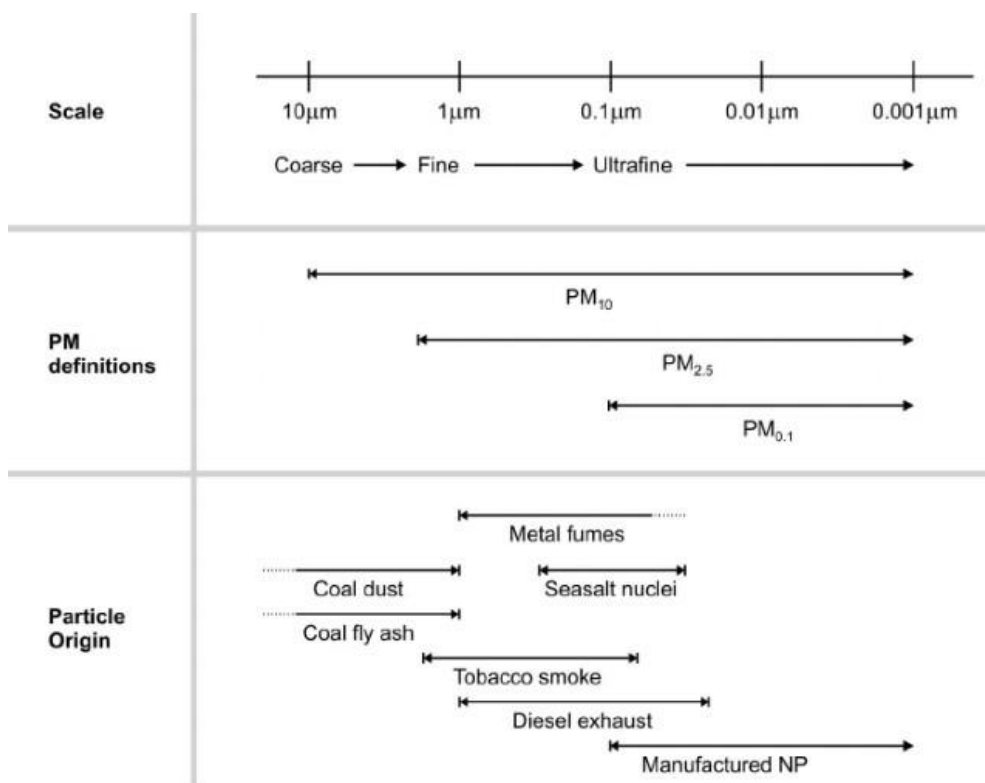 Scale
10μm 1μm 0.1μm 0.01μm 0.001μm
Coarse Fine Ultrafine
PM
definitions
PM10
PM2.5
PM0.1
Particle
Origin
Metal fumes
Coal dust
Seasalt nuclei
Coal fly ash
Tobacco smoke
Diesel exhaust
Manufactured NP